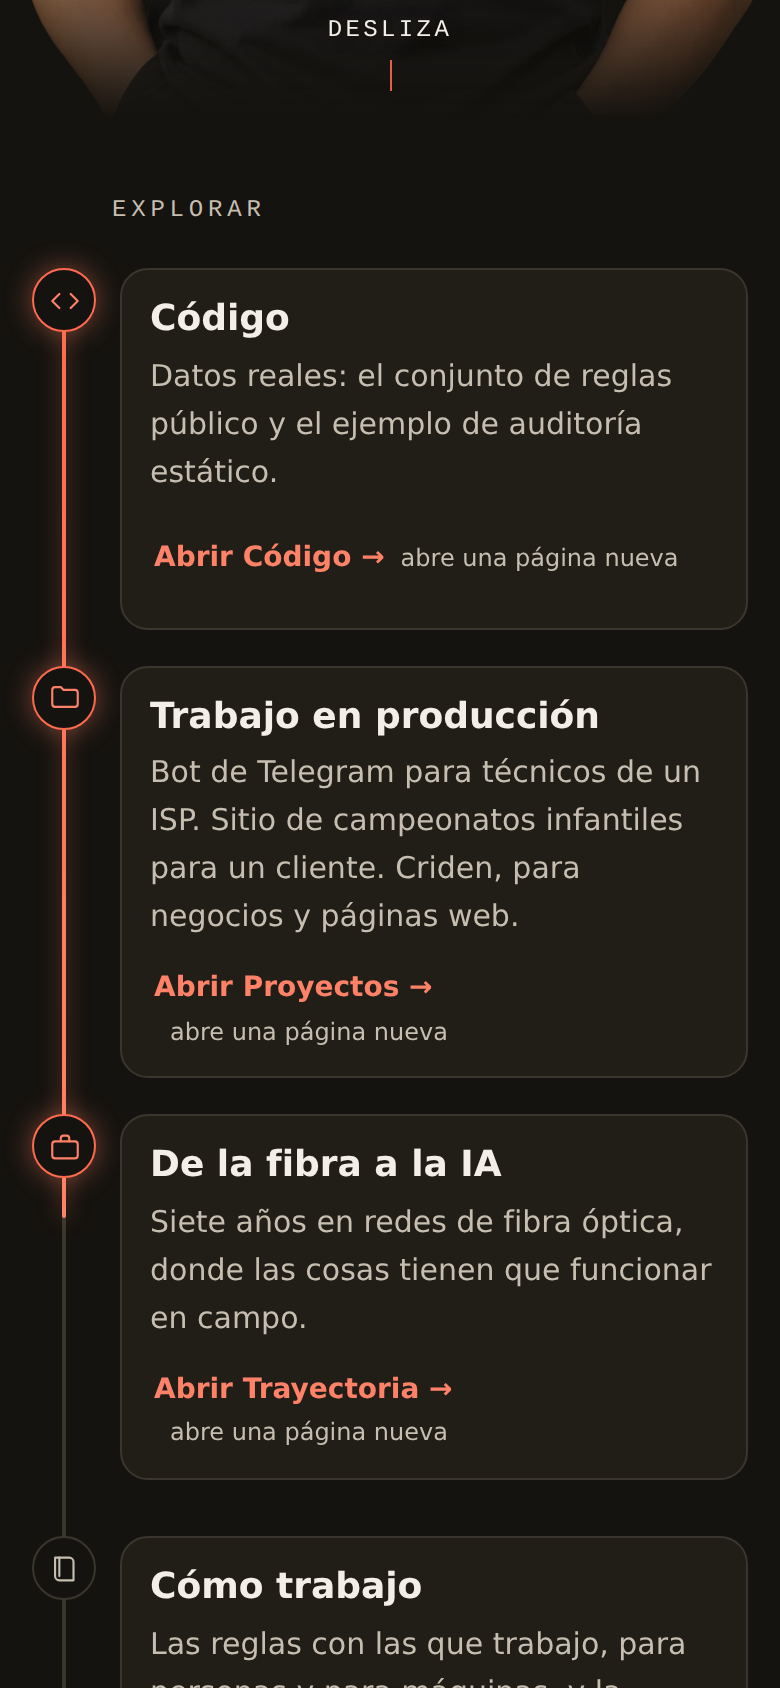 DESLIZA
EXPLORAR
Código
Datos reales: el conjunto de reglas
público y el ejemplo de auditoría
estático.
Abrir Código → abre una página nueva
Trabajo en producción
Bot de Telegram para técnicos de un
ISP. Sitio de campeonatos infantiles
para un cliente. Criden, para
negocios y páginas web.
Abrir Proyectos →
abre una página nueva
De la fibra a la IA
Siete años en redes de fibra óptica,
donde las cosas tienen que funcionar
en campo.
Abrir Trayectoria →
abre una página nueva
Cómo trabajo
Las reglas con las que trabajo, para
personas y para máquinas, y la